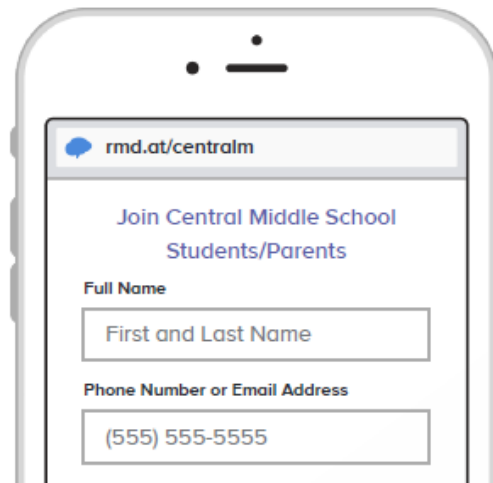 rmd.at/centralm
Join Central Middle School
Students/Parents
Full Name
First and Last Name
Phone Number or Email Address
(555) 555-5555